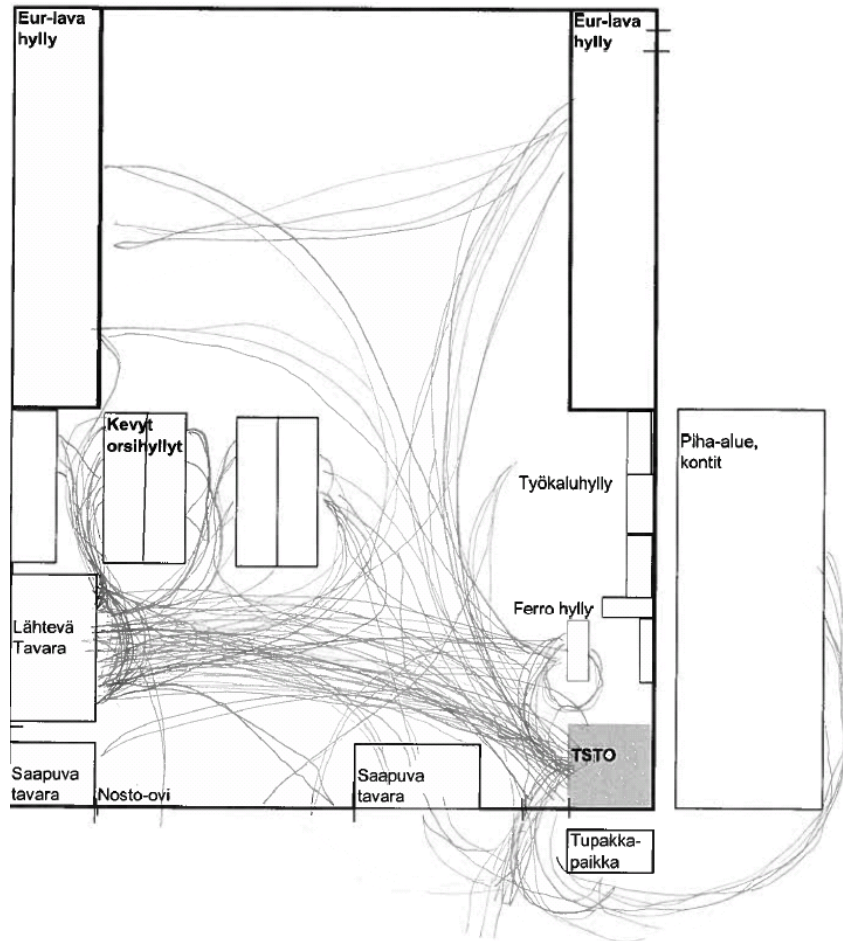 Eur-lava
hylly
Eur-lava
hylly
Kevyt
orsihyllyt
Työkaluhylly
Piha-alue,
kontit
Ferro hylly
Lähtevä
Tavara
TSTO
Saapuva
tavara
Nosto-ovi
Saapuva
tavara
Tupakka-
paikka